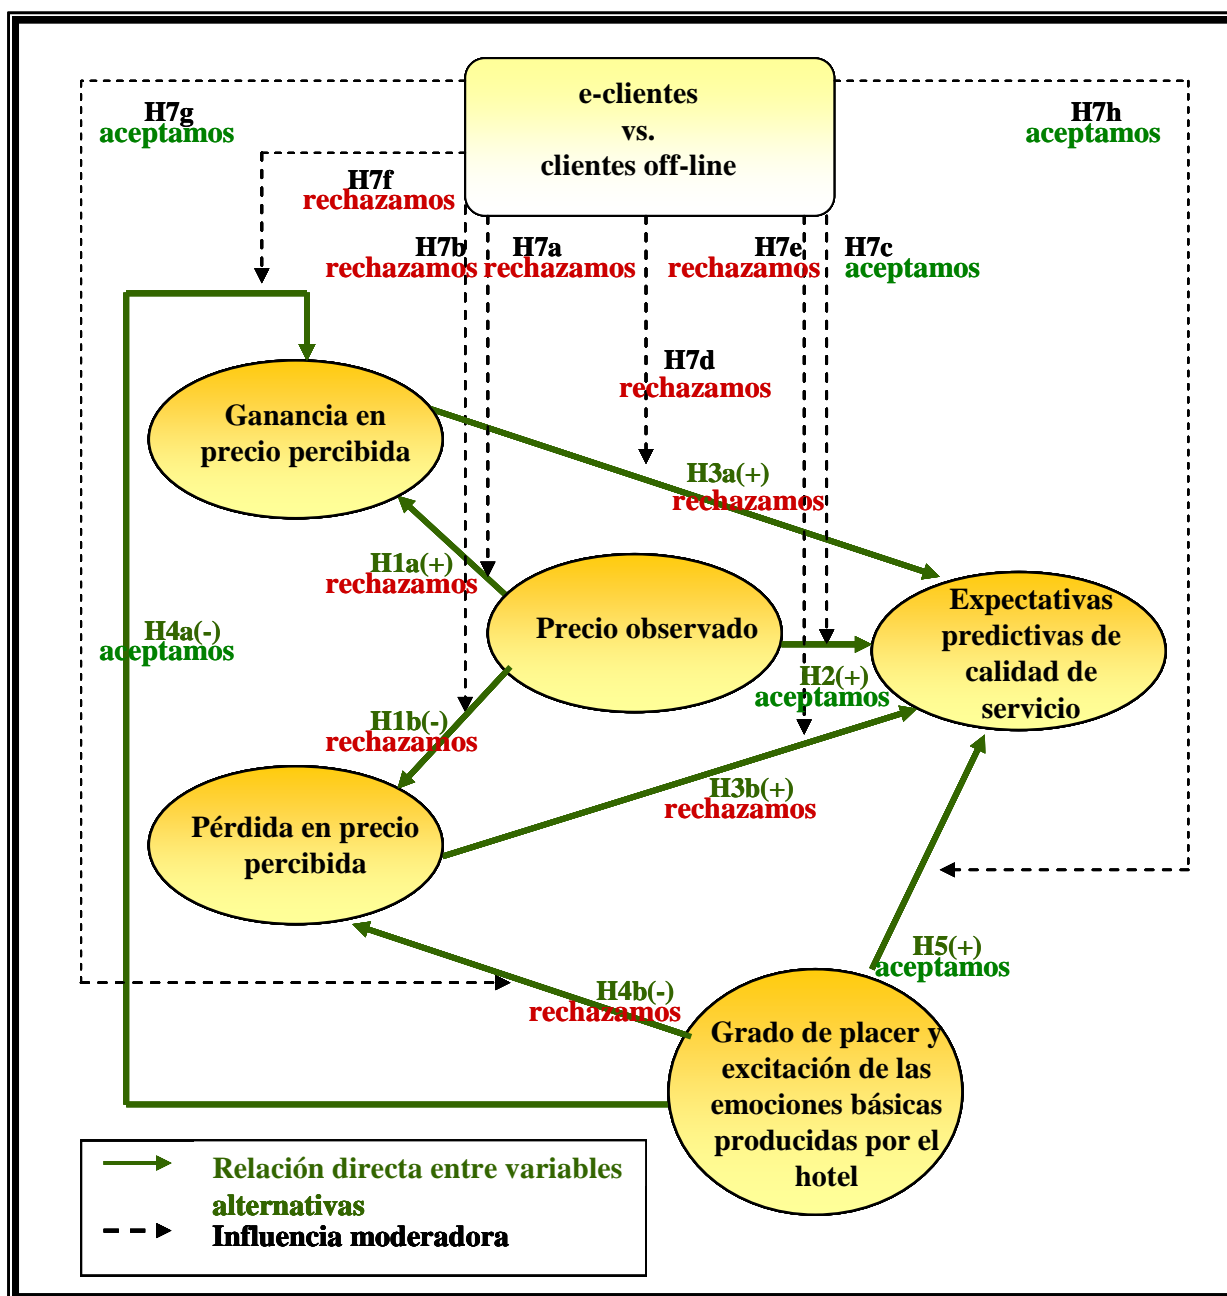 e-clientes
vs.
clientes off-line
H7g
aceptamos
H7h
aceptamos
H7f
rechazamos
H7b
rechazamos
H7a
rechazamos
H7e
rechazamos
H7c
aceptamos
H7d
rechazamos
Ganancia en
precio percibida
H3a(+)
rechazamos
H1a(+)
rechazamos
Precio observado
Expectativas
predictivas de
calidad de
servicio
H4a(-)
aceptamos
H2(+)
aceptamos
H1b(-)
rechazamos
H3b(+)
rechazamos
Pérdida en precio
percibida
H5(+)
aceptamos
H4b(-)
rechazamos
Grado de placer y
excitación de las
emociones básicas
producidas por el
hotel
Relación directa entre variables
alternativas
Influencia moderadora